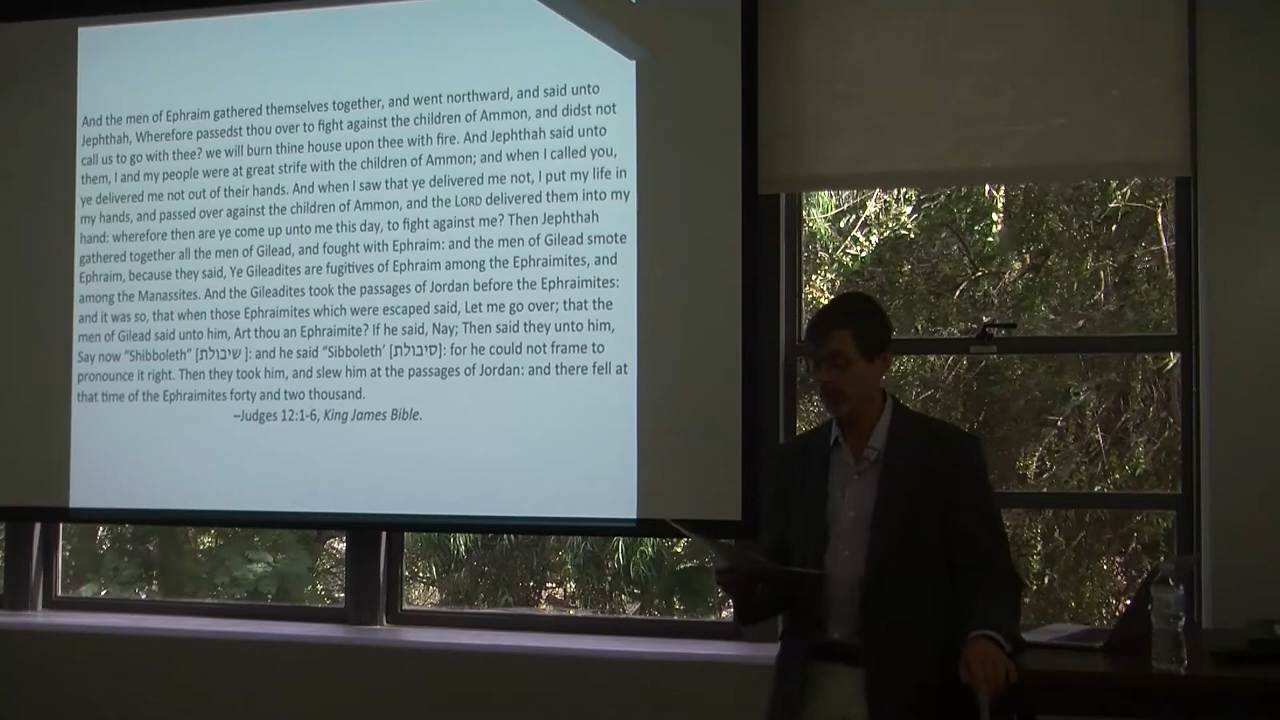 And the men of Ephraim gathered themselves together, and went northward, and said unto
Jephthah, Wherefore passedst thou over to fight against the children of Ammon, and didst not
call us to go with thee? we will burn thine house upon thee with fire. And Jephthah said unto
them, I and my people were at great strife with the children of Ammon; and when I called you,
ye delivered me not out of their hands. And when I saw that ye delivered me not, I put my life in
my hands, and passed over against the children of Ammon, and the LORD delivered them into my
hand: wherefore then are ye come up unto me this day, to fight against me? Then Jephthah
gathered together all the men of Gilead, and fought with Ephraim: and the men of Gilead smote
Ephraim, because they said, Ye Gileadites are fugitives of Ephraim among the Ephraimites, and
among the Manassites. And the Gileadites took the passages of Jordan before the Ephraimites:
and it was so, that when those Ephraimites which were escaped said, Let me go over; that the
men of Gilead said unto him, Art thou an Ephraimite? If he said, Nay; Then said they unto him,
Say now “Shibboleth” [שיבולת]: and he said “Sibboleth’ [סיבולת]: for he could not frame to
pronounce it right. Then they took him, and slew him at the passages of Jordan: and there fell at
that time of the Ephraimites forty and two thousand.
–Judges 12:1-6, King James Bible.